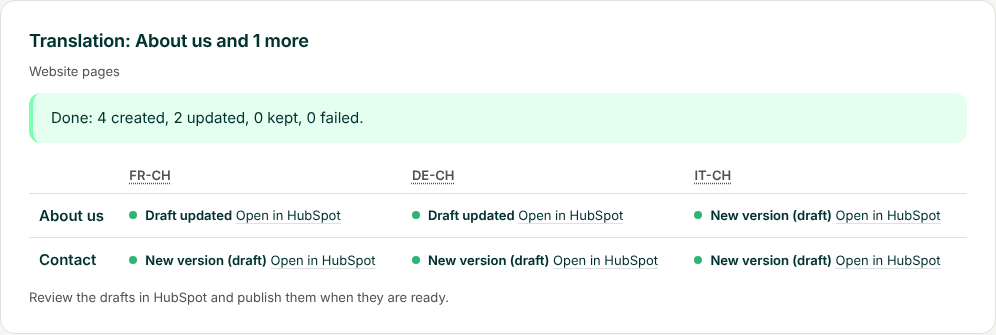 Translation: About us and 1 more
Website pages
Done: 4 created, 2 updated, 0 kept, 0 failed.
FR-CH DE-CH IT-CH
About us Draft updated Open in HubSpot Draft updated Open in HubSpot New version (draft) Open in HubSpot
Contact New version (draft) Open in HubSpot New version (draft) Open in HubSpot New version (draft) Open in HubSpot
Review the drafts in HubSpot and publish them when they are ready.